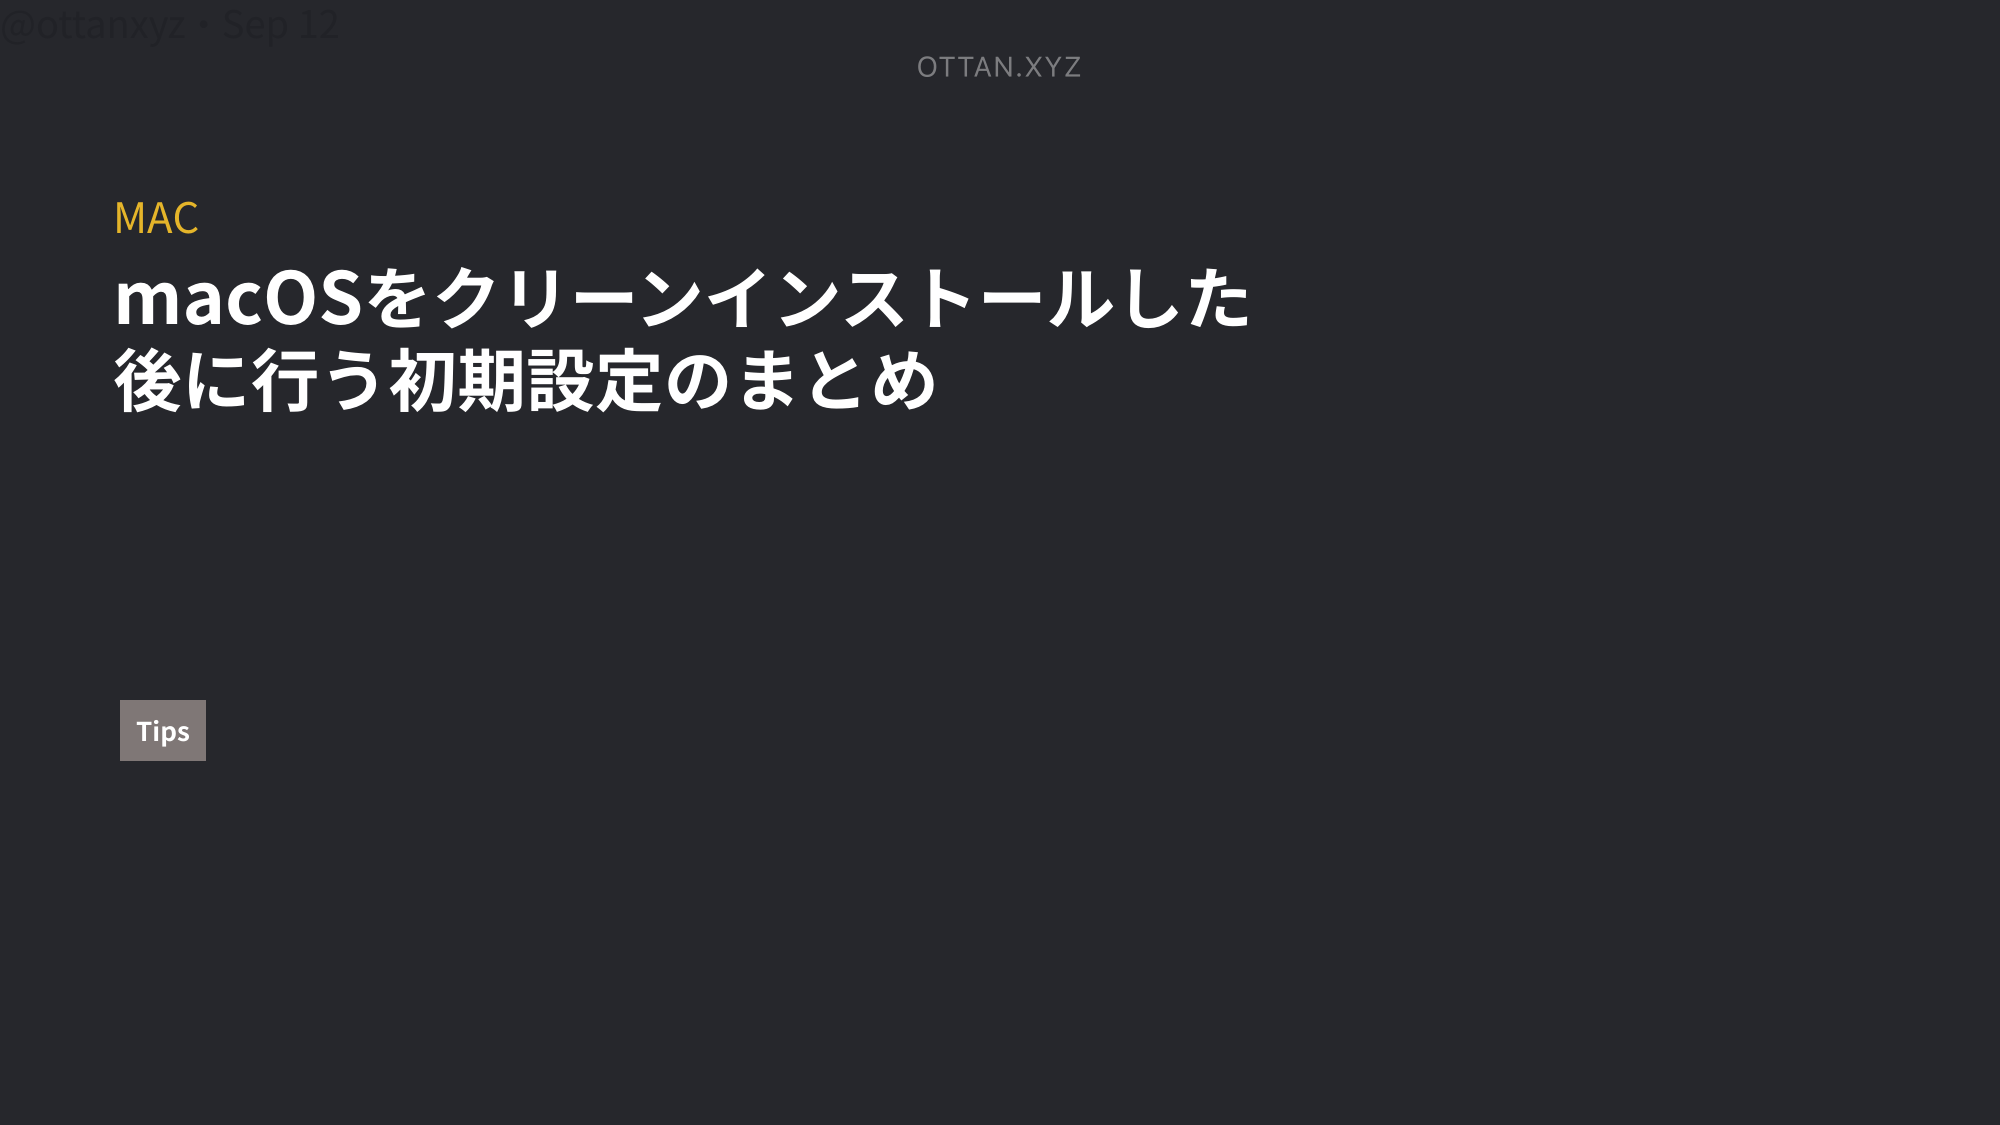 @ottanxyz・Sep 12
OTTAN.XYZ
MAC
macOSをクリーンインストールした
後に行う初期設定のまとめ
Tips